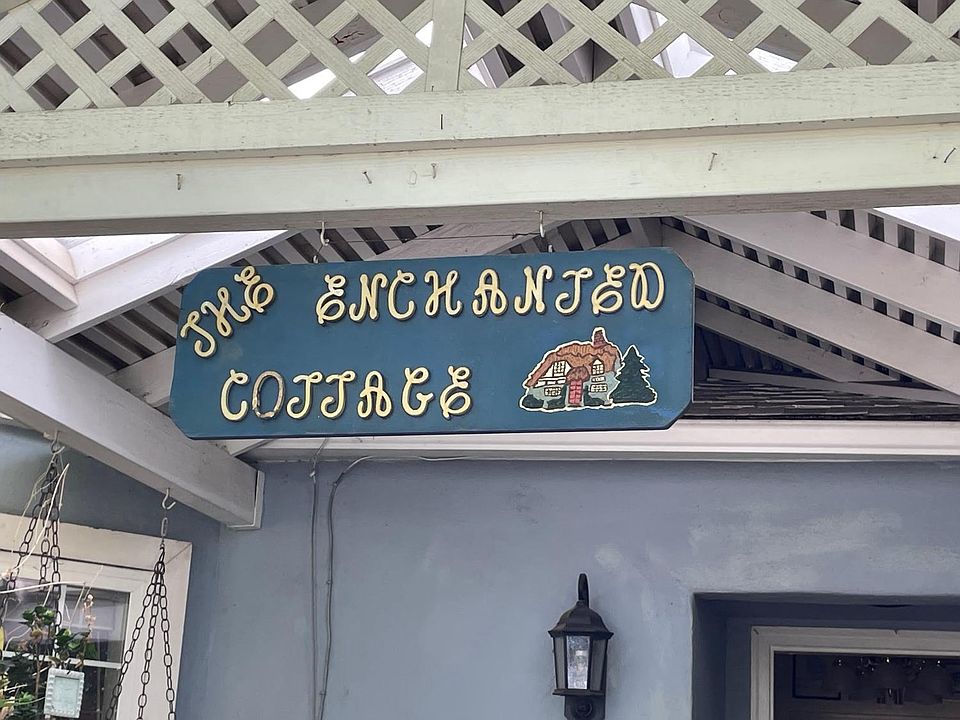 THE ENCHANTED
COTTAGE